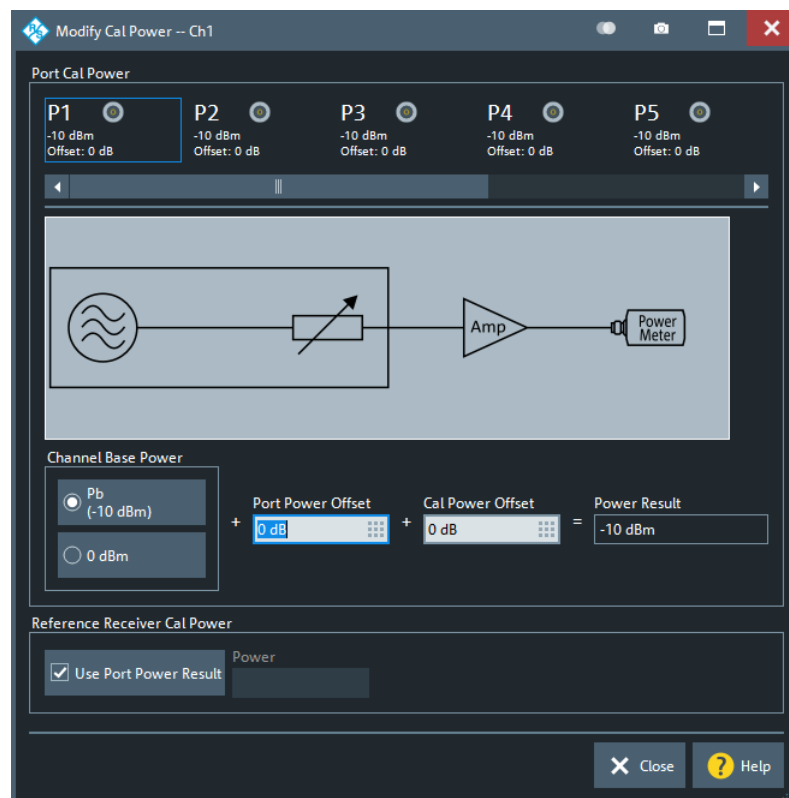 Modify Cal Power -- Ch1
Port Cal Power
P1 P2 P3 P4 P5
-10 dBm -10 dBm -10 dBm -10 dBm -10 dBm
Offset: 0 dB Offset: 0 dB Offset: 0 dB Offset: 0 dB Offset: 0 dB
Amp
Power
Meter
Channel Base Power
Pb
(-10 dBm)
0 dBm
+
Port Power Offset
0 dB
+
Cal Power Offset
0 dB
=
Power Result
-10 dBm
Reference Receiver Cal Power
Use Port Power Result
Power
Close
? Help